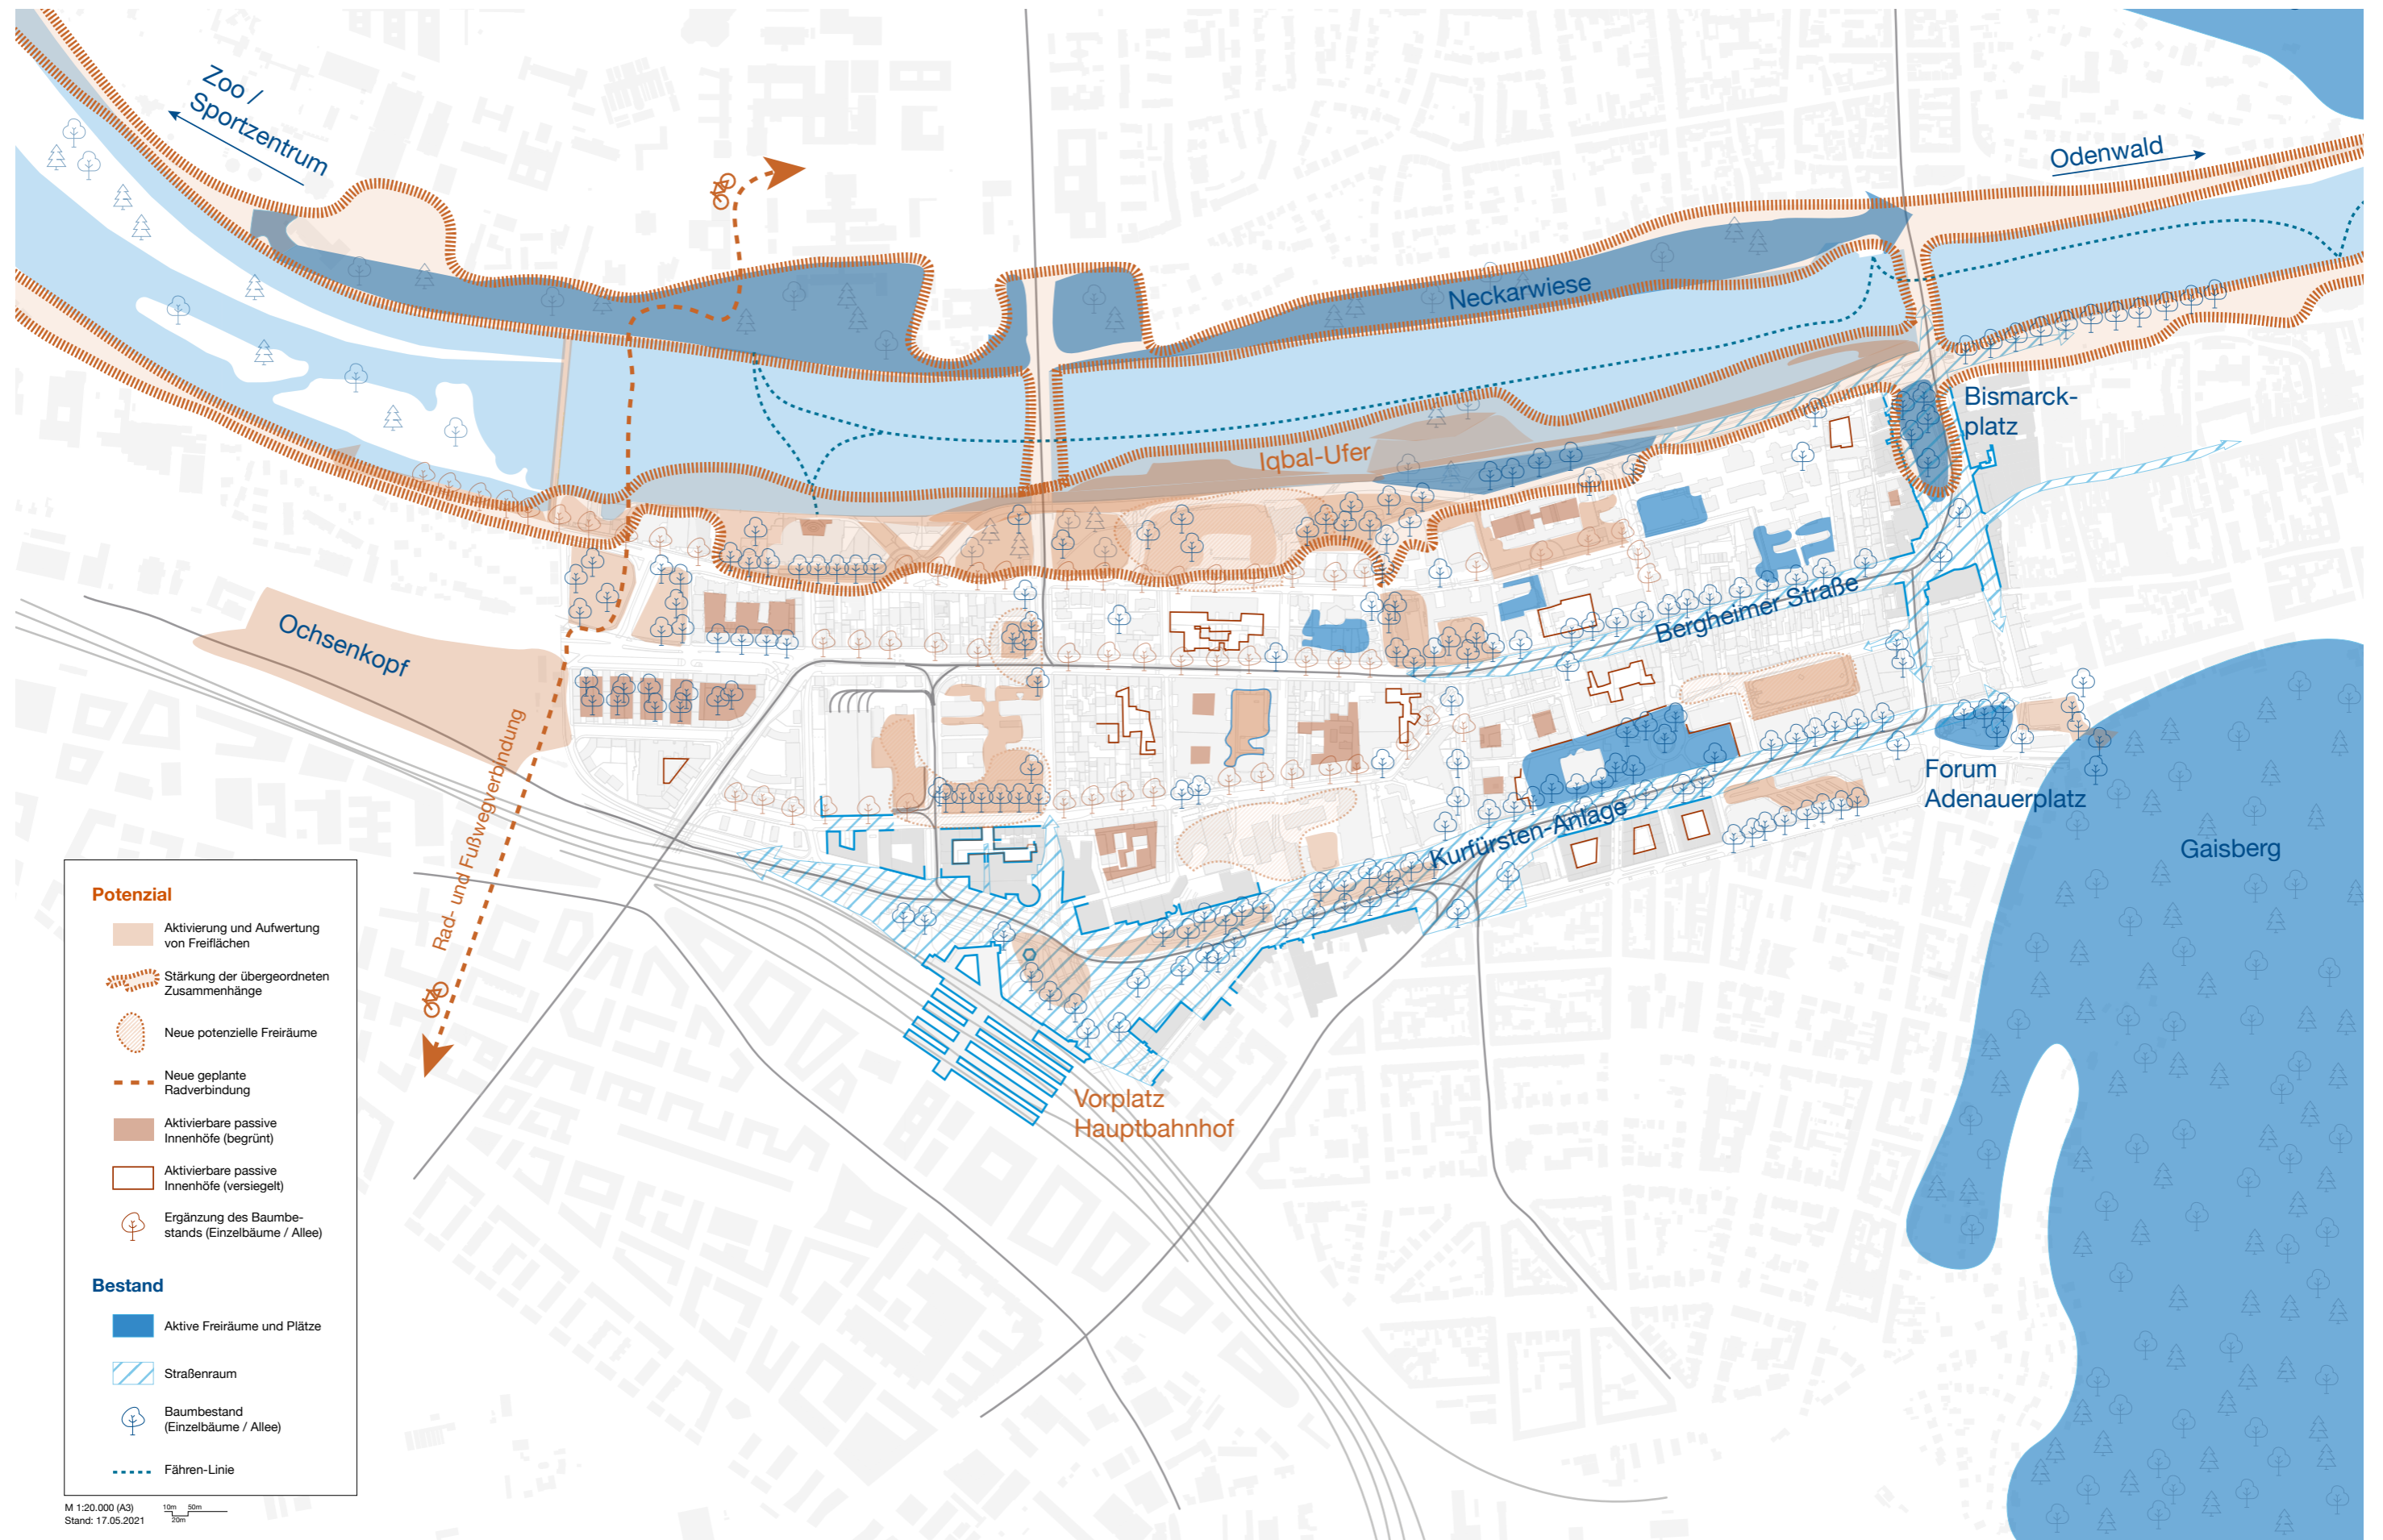 Zoo /
Sportzentrum
Odenwald
Neckarwiese
Bismarck-
platz
Iqbal-Ufer
Ochsenkopf
Bergheimer Straße
Rad- und Fußwegverbindung
Forum
Adenauerplatz
Kurfürsten-Anlage
Gaisberg
Vorplatz
Hauptbahnhof
Potenzial
Aktivierung und Aufwertung
von Freiflächen
Stärkung der übergeordneten
Zusammenhänge
Neue potenzielle Freiräume
Neue geplante
Radverbindung
Aktivierbare passive
Innenhöfe (begrünt)
Aktivierbare passive
Innenhöfe (versiegelt)
Ergänzung des Baumbe-
stands (Einzelbäume / Allee)
Bestand
Aktive Freiräume und Plätze
Straßenraum
Baumbestand
(Einzelbäume / Allee)
Fähren-Linie
M 1:20.000 (A3)
Stand: 17.05.2021
10m 50m
20m